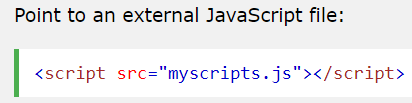 Point to an external JavaScript file:
<script src="myscripts.js"></script>